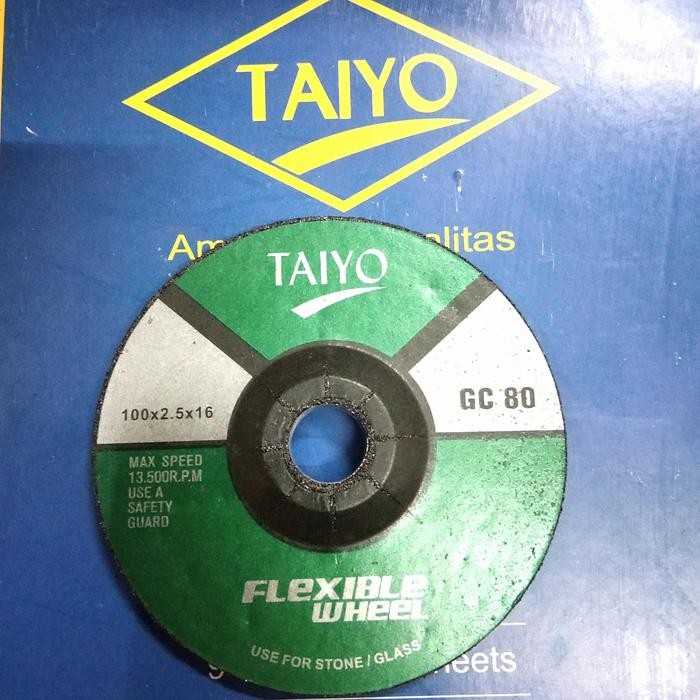 TAIYO
TAIYO
100x2.5x16
GC 80
MAX SPEED
13.500R.P.M
USE A
SAFETY
GUARD
FLEXIBLE
WHEEL
USE FOR STONE / GLASS